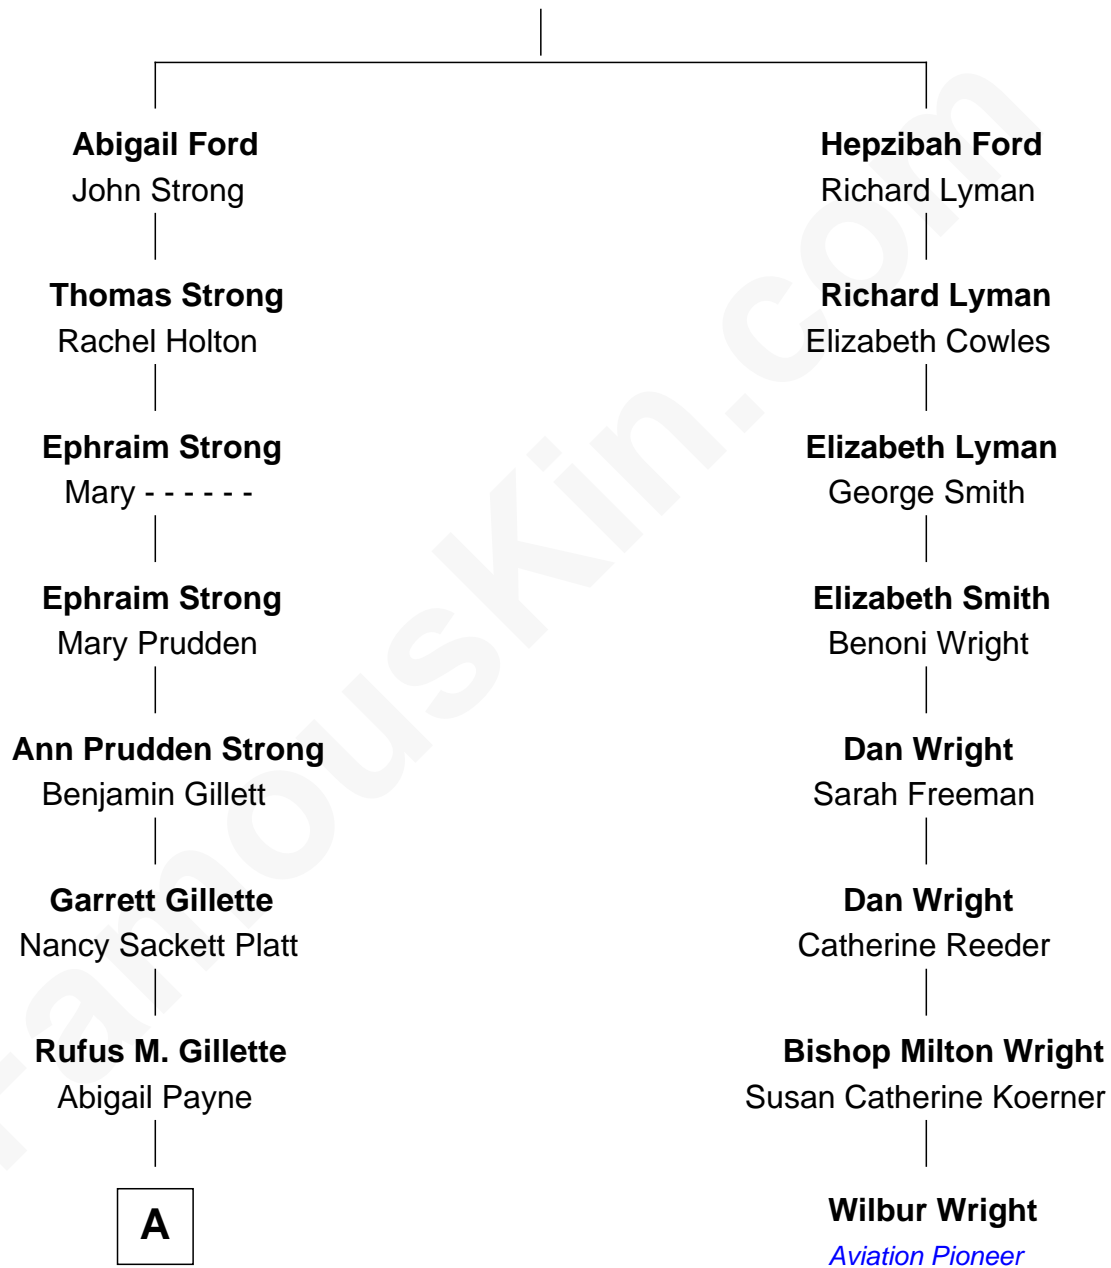 Abigail Ford
John Strong
Thomas Strong
Rachel Holton
Ephraim Strong
Mary - - - - - -
Ephraim Strong
Mary Prudden
Ann Prudden Strong
Benjamin Gillett
Garrett Gillette
Nancy Sackett Platt
Rufus M. Gillette
Abigail Payne
A
Hepzibah Ford
Richard Lyman
Richard Lyman
Elizabeth Cowles
Elizabeth Lyman
George Smith
Elizabeth Smith
Benoni Wright
Dan Wright
Sarah Freeman
Dan Wright
Catherine Reeder
Bishop Milton Wright
Susan Catherine Koerner
Wilbur Wright
Aviation Pioneer
FamousKin.com